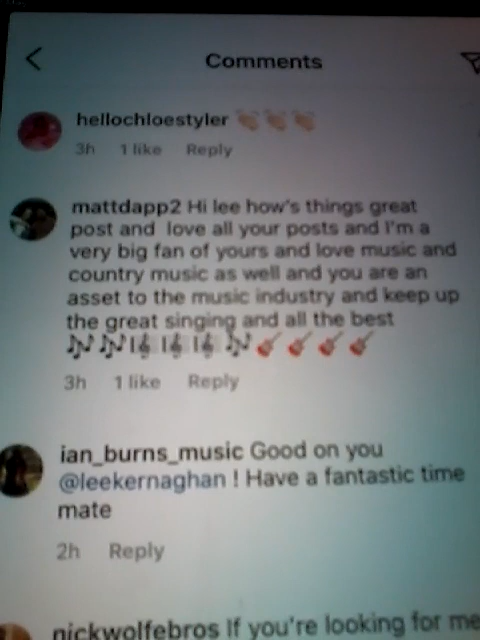 Comments
hellochloestyler 👏🏼👏🏼👏🏼
3h 1 like Reply
mattdapp2 Hi lee how's things great
post and love all your posts and I'm a
very big fan of yours and love music and
country music as well and you are an
asset to the music industry and keep up
the great singing and all the best
🎶🎶🎼🎼🎼🎶🎸🎸🎸🎸
3h 1 like Reply
ian_burns_music Good on you
@leekernaghan ! Have a fantastic time
mate
2h Reply
nickwolfebros If you're looking for me